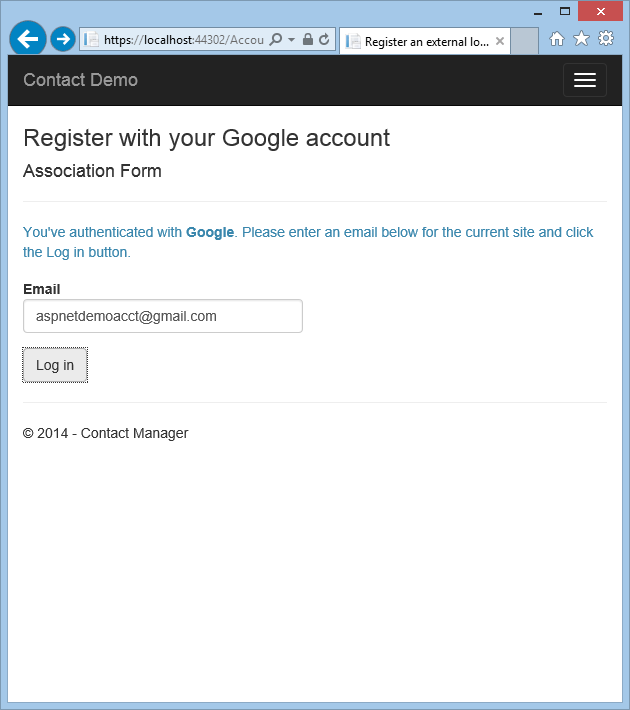 https://localhost:44302/Accou
Register an external lo...
Contact Demo
Register with your Google account
Association Form
You've authenticated with Google. Please enter an email below for the current site and click
the Log in button.
Email
aspnetdemoacct@gmail.com
Log in
© 2014 - Contact Manager